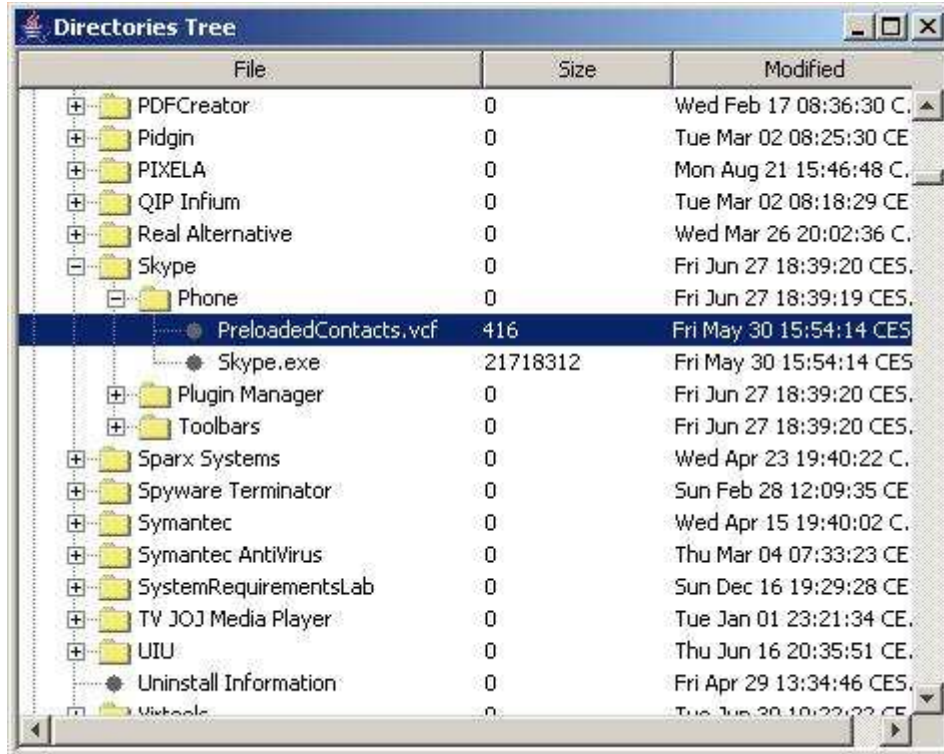 Directories Tree
File Size Modified
PDFCreator 0 Wed Feb 17 08:36:30 C.
Pidgin 0 Tue Mar 02 08:25:30 CE
PIXELA 0 Mon Aug 21 15:46:48 C.
QIP Infium 0 Tue Mar 02 08:18:29 CE
Real Alternative 0 Wed Mar 26 20:02:36 C.
Skype 0 Fri Jun 27 18:39:20 CES.
Phone 0 Fri Jun 27 18:39:19 CES.
PreloadedContacts.vcf 416 Fri May 30 15:54:14 CES
Skype.exe 21718312 Fri May 30 15:54:14 CES
Plugin Manager 0 Fri Jun 27 18:39:20 CES.
Toolbars 0 Fri Jun 27 18:39:20 CES.
Sparx Systems 0 Wed Apr 23 19:40:22 C.
Spyware Terminator 0 Sun Feb 28 12:09:35 CE
Symantec 0 Wed Apr 15 19:40:02 C.
Symantec AntiVirus 0 Thu Mar 04 07:33:23 CE
SystemRequirementsLab 0 Sun Dec 16 19:29:28 CE
TV JOJ Media Player 0 Tue Jan 01 23:21:34 CE.
UIU 0 Thu Jun 16 20:35:51 CE.
Uninstall Information 0 Fri Apr 29 13:34:46 CES.
Virtools 0 Tue Jun 30